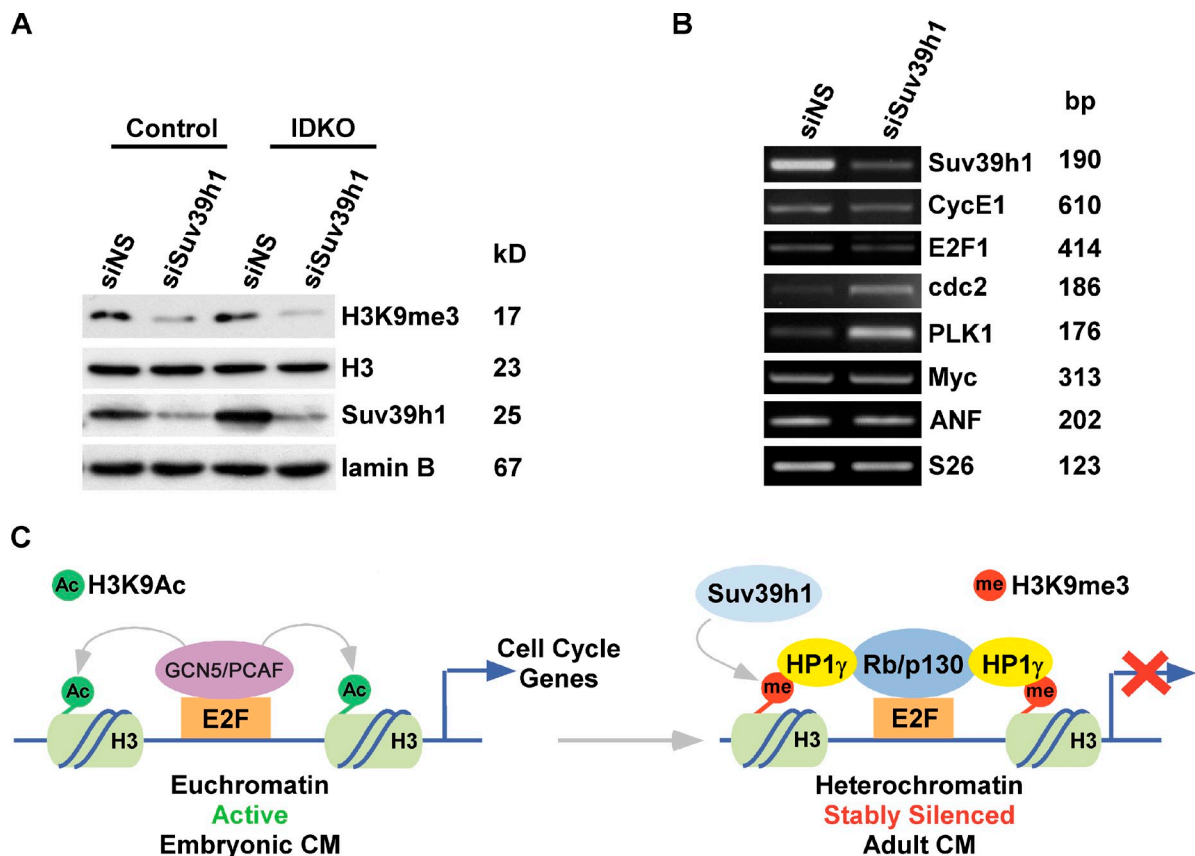 A
Control IDKO
siNS siSuv39h1 siNS siSuv39h1 kD
H3K9me3 17
H3 23
Suv39h1 25
lamin B 67
B
siNS siSuv39h1 bp
Suv39h1 190
CycE1 610
E2F1 414
cdc2 186
PLK1 176
Myc 313
ANF 202
S26 123
C
Ac H3K9Ac
GCN5/PCAF
Ac Ac
E2F
H3 H3
Cell Cycle
Genes
Euchromatin
Active
Embryonic CM
Suv39h1
me H3K9me3
HP1γ Rb/p130 HP1γ
me me
E2F
H3 H3
Heterochromatin
Stably Silenced
Adult CM